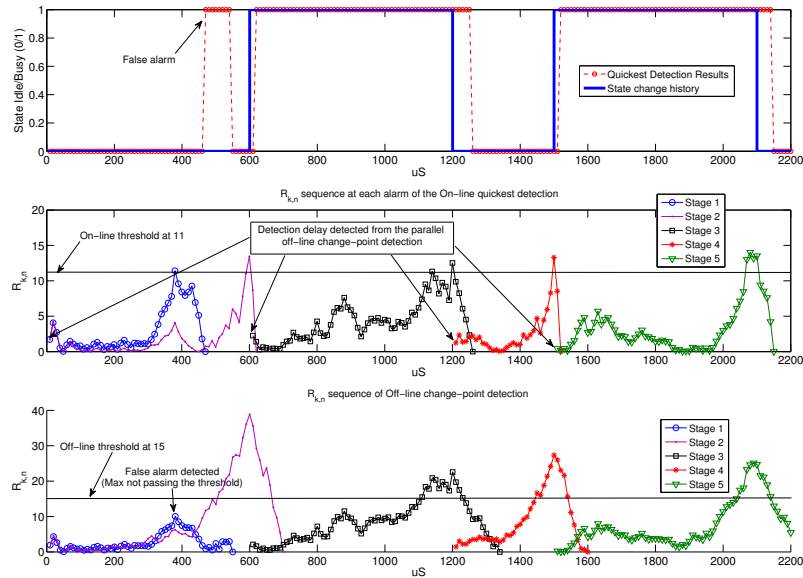 State Idle/Busy (0/1)
1
0.8
0.6
0.4
0.2
0
False alarm
Quickest Detection Results
State change history
0 200 400 600 800 1000 1200 1400 1600 1800 2000 2200
uS
R_{k,n} sequence at each alarm of the On-line quickest detection
R_{k,n}
20
15
10
5
0
On-line threshold at 11
Detection delay detected from the parallel
off-line change-point detection
Stage 1
Stage 2
Stage 3
Stage 4
Stage 5
0 200 400 600 800 1000 1200 1400 1600 1800 2000 2200
uS
R_{k,n} sequence of Off-line change-point detection
R_{k,n}
40
30
20
10
0
Off-line threshold at 15
False alarm detected
(Max not passing the threshold)
Stage 1
Stage 2
Stage 3
Stage 4
Stage 5
0 200 400 600 800 1000 1200 1400 1600 1800 2000 2200
uS